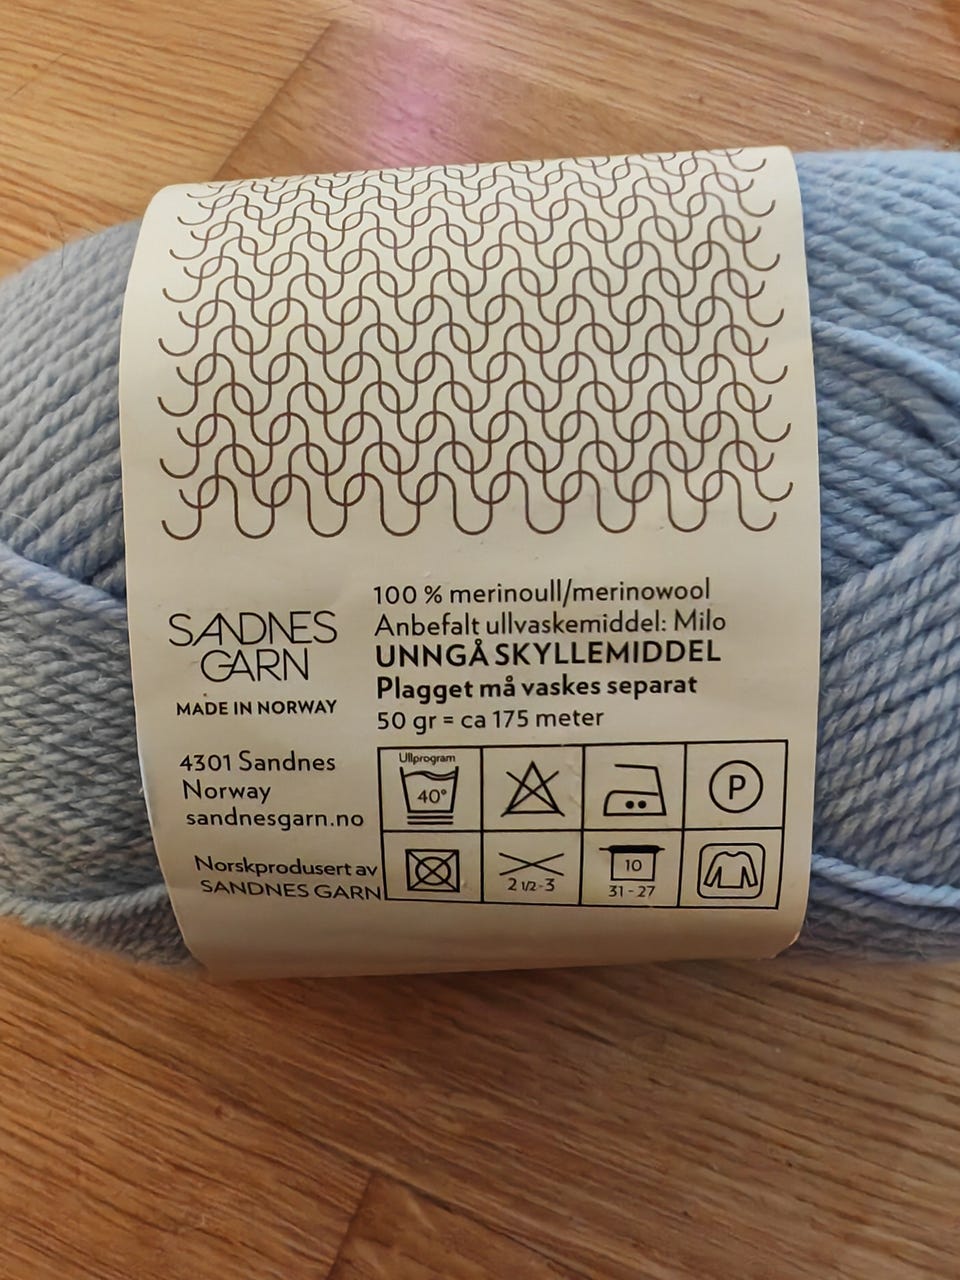 100 % merinoull/merinowool
Anbefalt ullvaskemiddel: Milo
UNNGÅ SKYLLEMIDDEL
Plagget må vaskes separat
50 gr = ca 175 meter
SANDNES
GARN
MADE IN NORWAY
4301 Sandnes
Norway
sandnesgarn.no
Norskprodusert av
SANDNES GARN
Ullprogram
40°
P
2 1/2-3
10
31-27